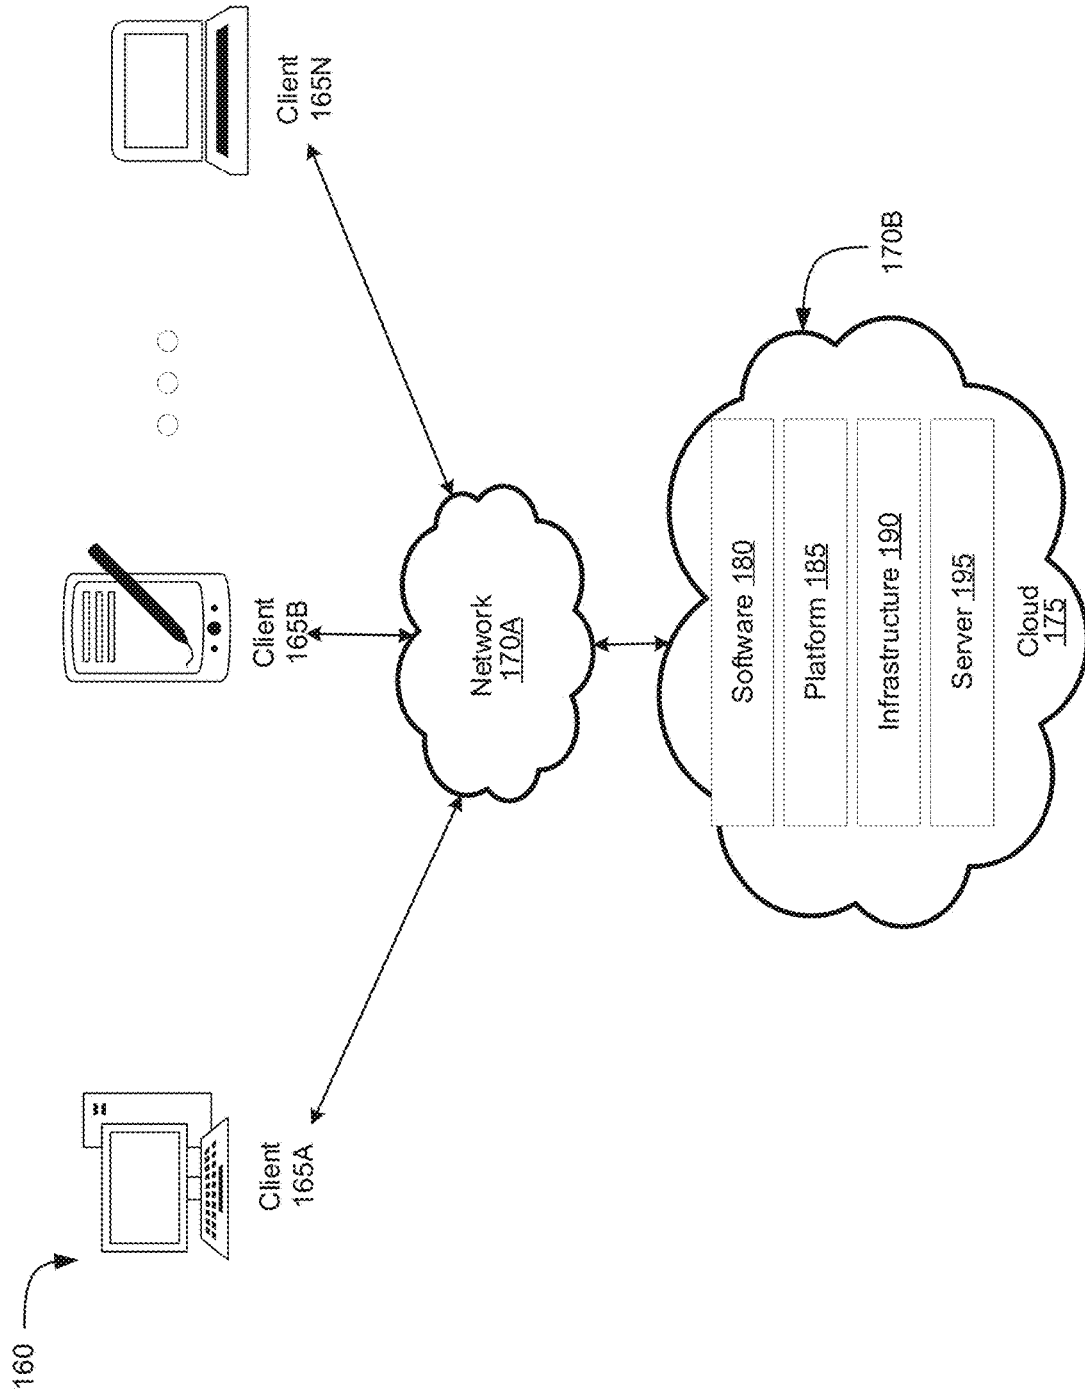 160
Client
165A
Client
165B
Client
165N
Network
170A
170B
Software 180
Platform 185
Infrastructure 190
Server 195
Cloud
175